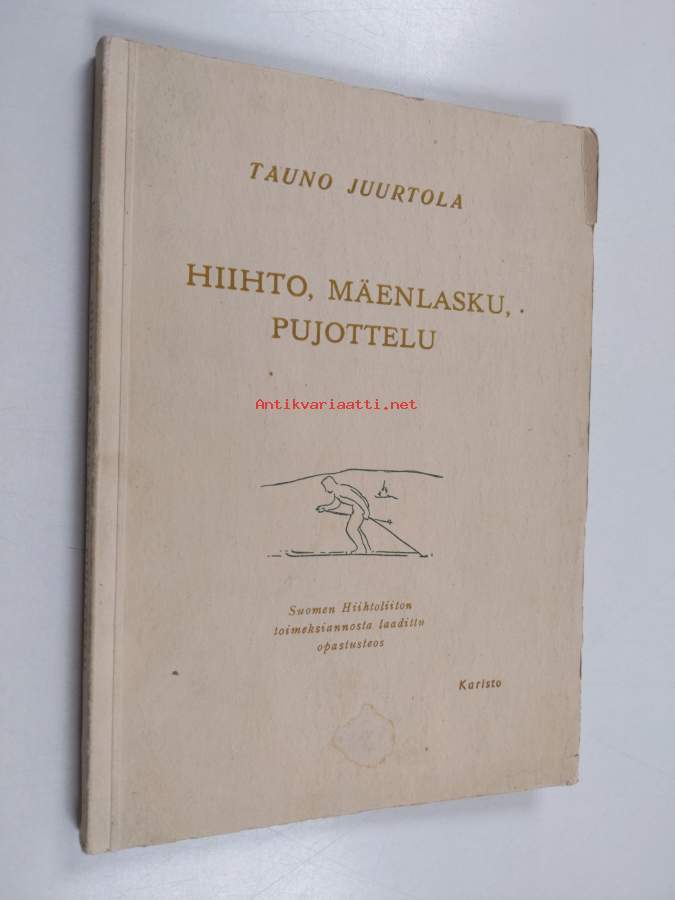 TAUNO JUURTOLA
HIIHTO, MÄENLASKU,
PUJOTTELU
Antikvariaatti.net
Suomen Hiihtoliiton
toimeksiannosta laadittu
opastusteos
Karisto